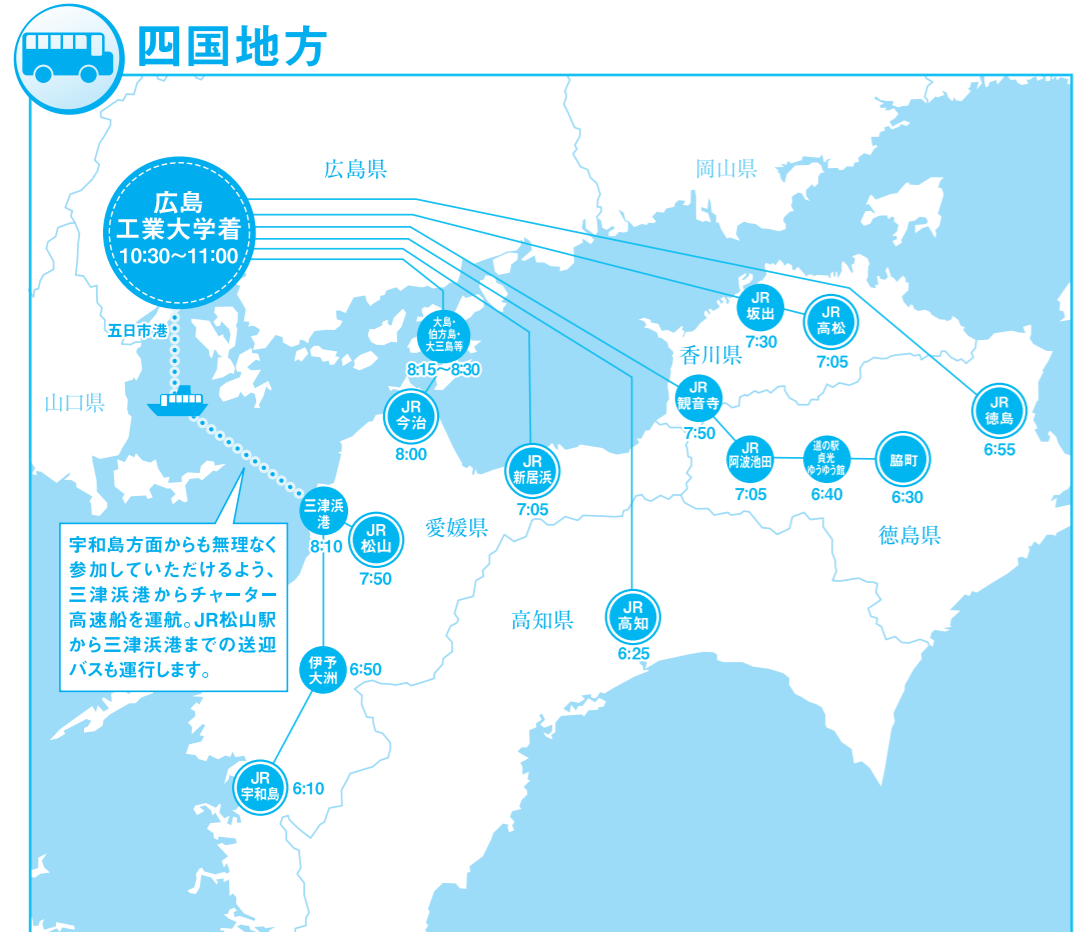 四国地方
広島県
岡山県
広島
工業大学着
10:30〜11:00
五日市港
山口県
大島・
伯方島・
大三島等
8:15〜8:30
JR
今治
8:00
JR
坂出
7:30
JR
高松
7:05
香川県
JR
観音寺
7:50
JR
徳島
6:55
JR
新居浜
7:05
JR
阿波池田
7:05
道の駅
貞光
ゆうゆう館
6:40
脇町
6:30
徳島県
三津浜
港
8:10
JR
松山
7:50
愛媛県
宇和島方面からも無理なく
参加していただけるよう、
三津浜港からチャーター
高速船を運航。JR松山駅
から三津浜港までの送迎
バスも運行します。
高知県
JR
高知
6:25
伊予
大洲
6:50
JR
宇和島
6:10